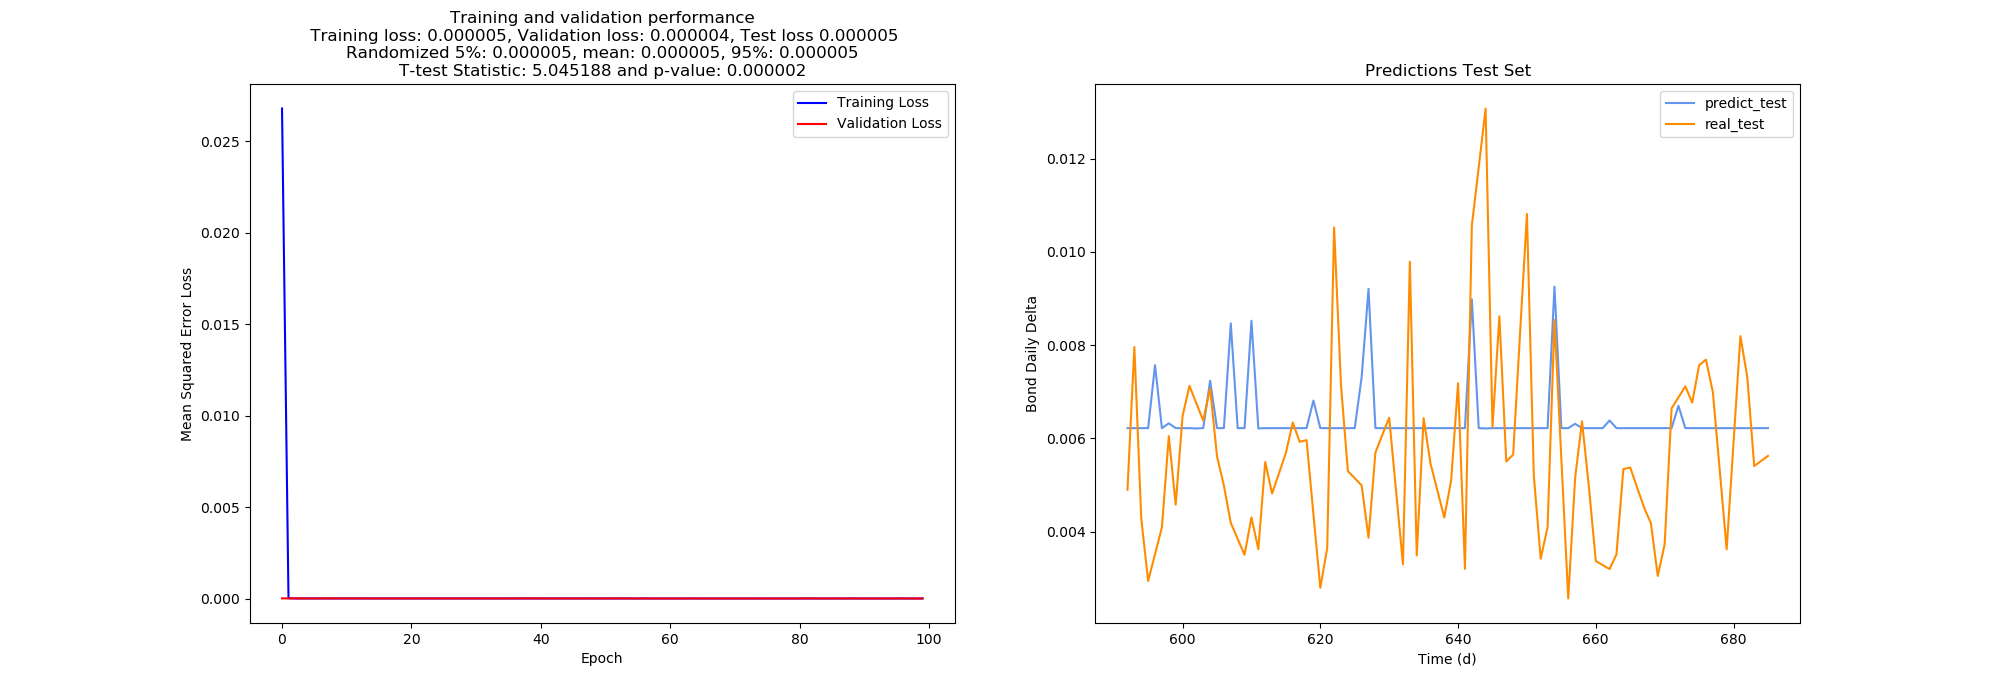 Training and validation performance
Training loss: 0.000005, Validation loss: 0.000004, Test loss 0.000005
Randomized 5%: 0.000005, mean: 0.000005, 95%: 0.000005
T-test Statistic: 5.045188 and p-value: 0.000002
Training Loss
Validation Loss
0.025
0.020
0.015
0.010
0.005
0.000
Mean Squared Error Loss
0
20
40
60
80
100
Epoch
Predictions Test Set
predict_test
real_test
0.012
0.010
0.008
0.006
0.004
Bond Daily Delta
600
620
640
660
680
Time (d)